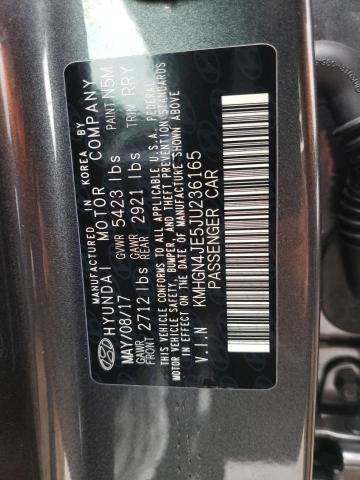 MANUFACTURED IN KOREA BY
HYUNDAI MOTOR COMPANY
MAY/08/17 GVWR 5423 lbs PAINT: N5M
GAWR FRONT 2712 lbs GAWR REAR 2921 lbs TRIM RRY
THIS VEHICLE CONFORMS TO ALL APPLICABLE U.S.A. FEDERAL
MOTOR VEHICLE SAFETY, BUMPER, AND THEFT PREVENTION STANDARDS
IN EFFECT ON THE DATE OF MANUFACTURE SHOWN ABOVE
V.I.N KMHGN4JE5JU236165
PASSENGER CAR